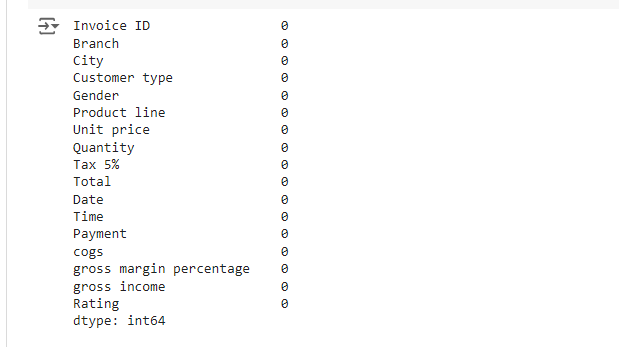 Invoice ID 0
Branch 0
City 0
Customer type 0
Gender 0
Product line 0
Unit price 0
Quantity 0
Tax 5% 0
Total 0
Date 0
Time 0
Payment 0
cogs 0
gross margin percentage 0
gross income 0
Rating 0
dtype: int64